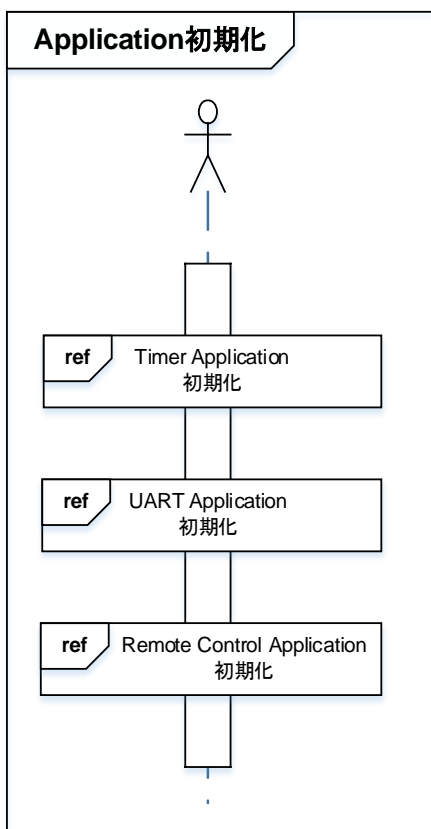 Application初期化
ref
Timer Application
初期化
ref
UART Application
初期化
ref
Remote Control Application
初期化